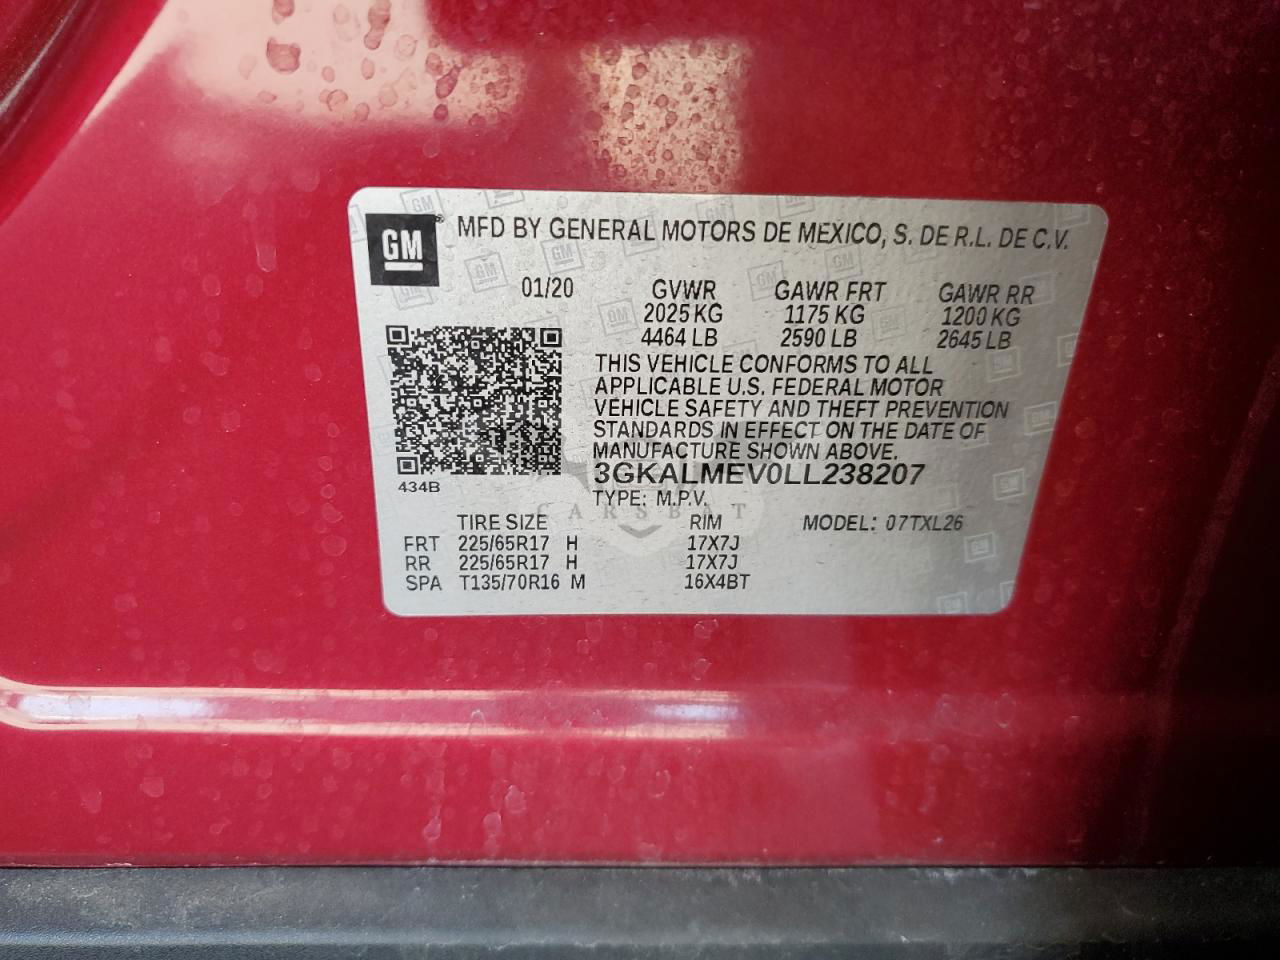 GM ® MFD BY GENERAL MOTORS DE MEXICO, S. DE R.L. DE C.V.
01/20 GVWR GAWR FRT GAWR RR
2025 KG 1175 KG 1200 KG
4464 LB 2590 LB 2645 LB
THIS VEHICLE CONFORMS TO ALL
APPLICABLE U.S. FEDERAL MOTOR
VEHICLE SAFETY AND THEFT PREVENTION
STANDARDS IN EFFECT ON THE DATE OF
MANUFACTURE SHOWN ABOVE.
3GKALMEV0LL238207
434B
TYPE: M.P.V.
CARSBAT
TIRE SIZE RIM MODEL: 07TXL26
FRT 225/65R17 H 17X7J
RR 225/65R17 H 17X7J
SPA T135/70R16 M 16X4BT